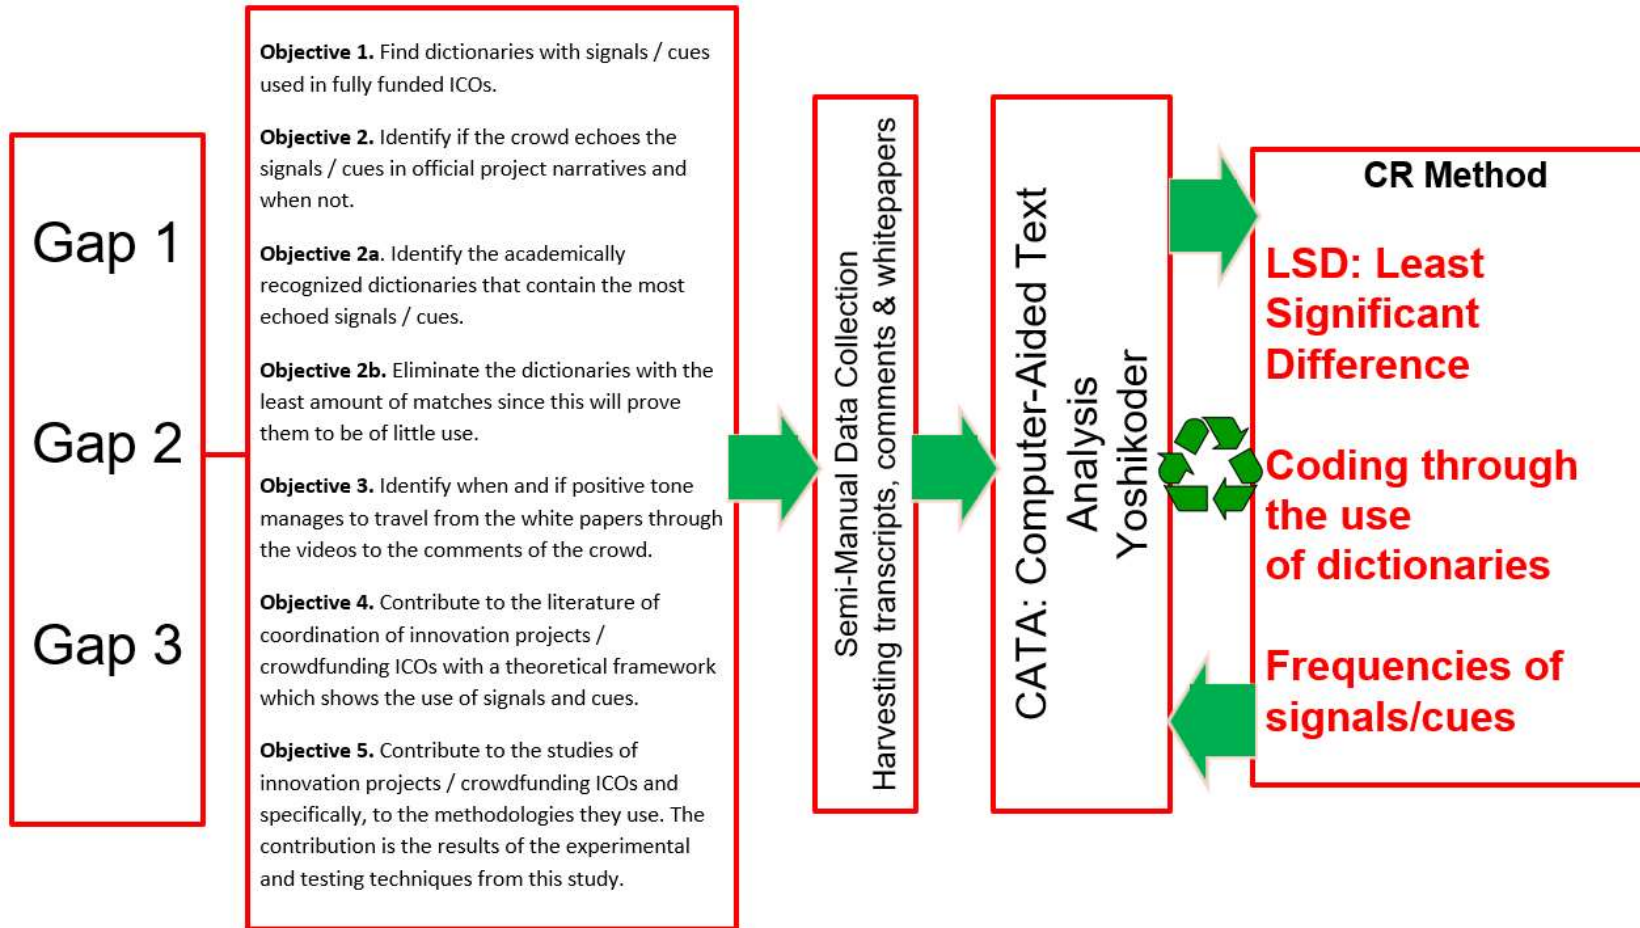 Gap 1
Gap 2
Gap 3
Objective 1. Find dictionaries with signals / cues
used in fully funded ICOs.
Objective 2. Identify if the crowd echoes the
signals / cues in official project narratives and
when not.
Objective 2a. Identify the academically
recognized dictionaries that contain the most
echoed signals / cues.
Objective 2b. Eliminate the dictionaries with the
least amount of matches since this will prove
them to be of little use.
Objective 3. Identify when and if positive tone
manages to travel from the white papers through
the videos to the comments of the crowd.
Objective 4. Contribute to the literature of
coordination of innovation projects /
crowdfunding ICOs with a theoretical framework
which shows the use of signals and cues.
Objective 5. Contribute to the studies of
innovation projects / crowdfunding ICOs and
specifically, to the methodologies they use. The
contribution is the results of the experimental
and testing techniques from this study.
Semi-Manual Data Collection
Harvesting transcripts, comments & whitepapers
CATA: Computer-Aided Text
Analysis
Yoshikoder
CR Method
LSD: Least
Significant
Difference
Coding through
the use
of dictionaries
Frequencies of
signals/cues